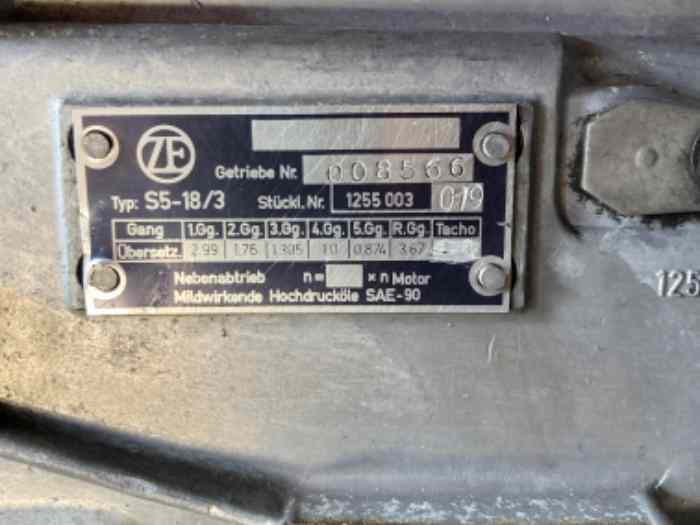 ZF
Getriebe Nr. 008566
Typ: S5-18/3 Stückl. Nr. 1255 003 019
Gang 1.Gg. 2.Gg. 3.Gg. 4.Gg. 5.Gg. R.Gg. Tacho
Übersetz. 2.99 1.76 1.305 1.0 0.874 3.67
Nebenabtrieb n= × n Motor
Mildwirkende Hochdrucköle SAE-90
125